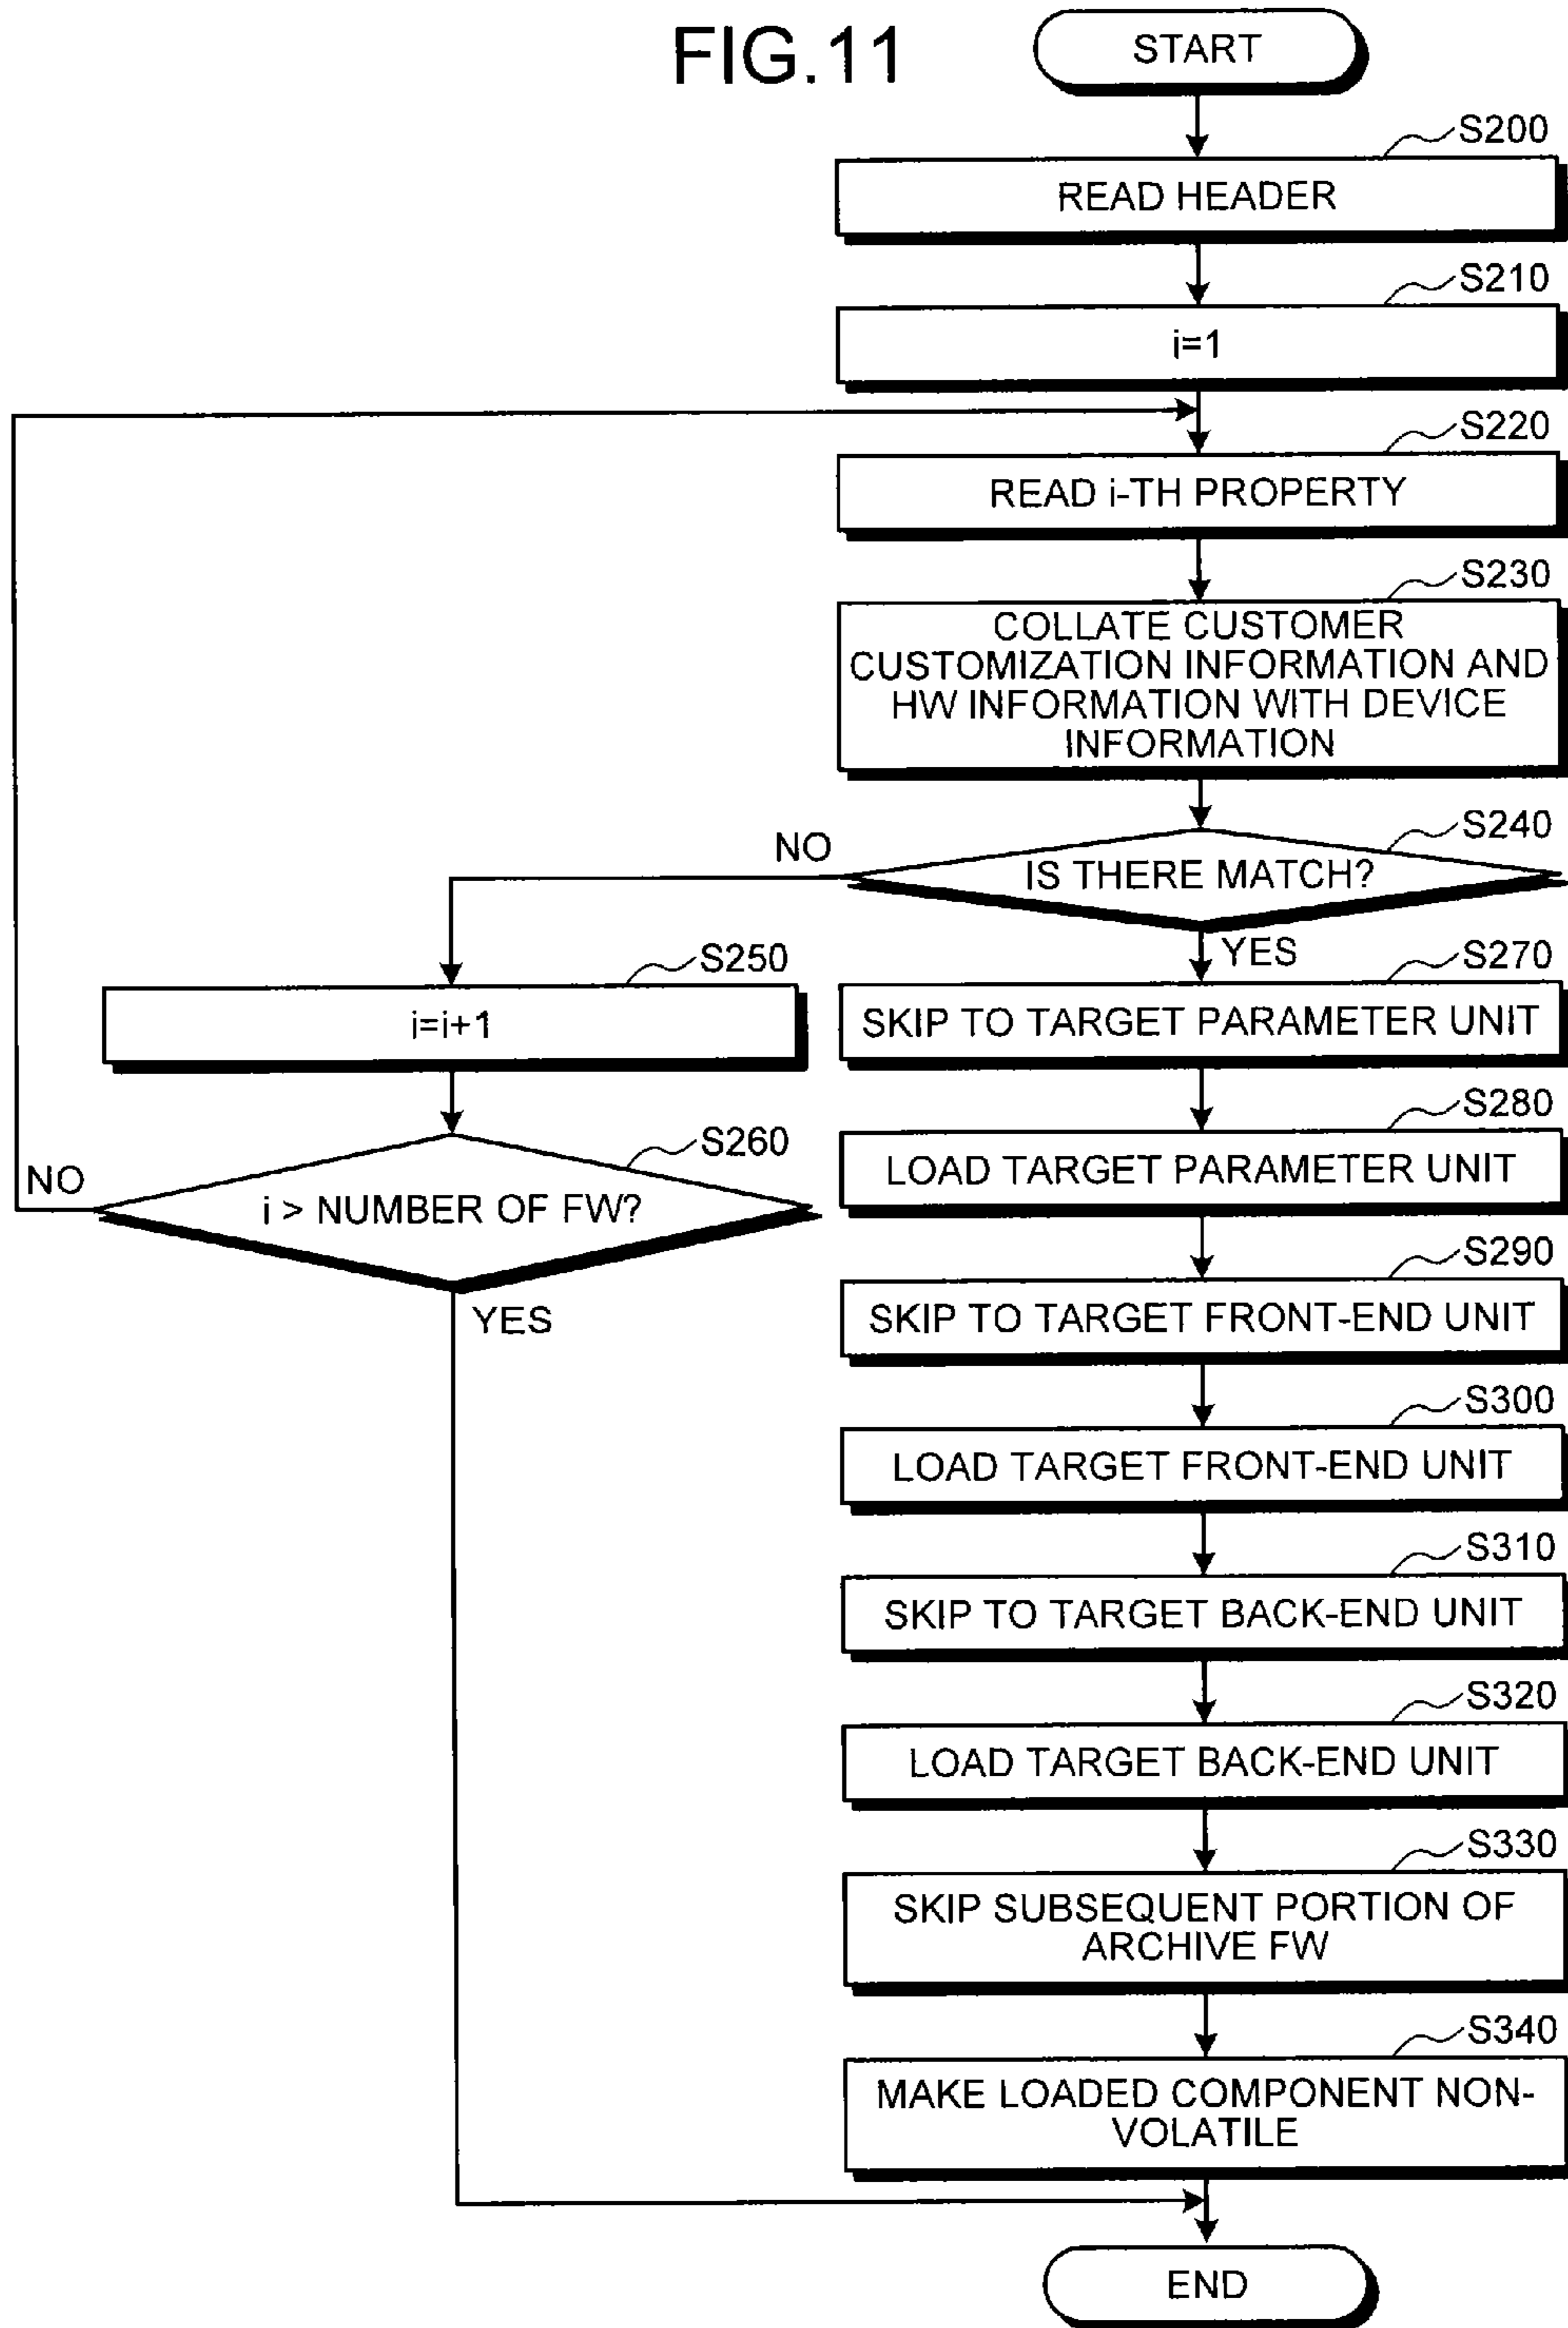 FIG.11
START
S200
READ HEADER
S210
i=1
S220
READ i-TH PROPERTY
S230
COLLATE CUSTOMER
CUSTOMIZATION INFORMATION AND
HW INFORMATION WITH DEVICE
INFORMATION
S240
NO
IS THERE MATCH?
YES
S250
i=i+1
S260
NO
i > NUMBER OF FW?
YES
S270
SKIP TO TARGET PARAMETER UNIT
S280
LOAD TARGET PARAMETER UNIT
S290
SKIP TO TARGET FRONT-END UNIT
S300
LOAD TARGET FRONT-END UNIT
S310
SKIP TO TARGET BACK-END UNIT
S320
LOAD TARGET BACK-END UNIT
S330
SKIP SUBSEQUENT PORTION OF
ARCHIVE FW
S340
MAKE LOADED COMPONENT NON-
VOLATILE
END